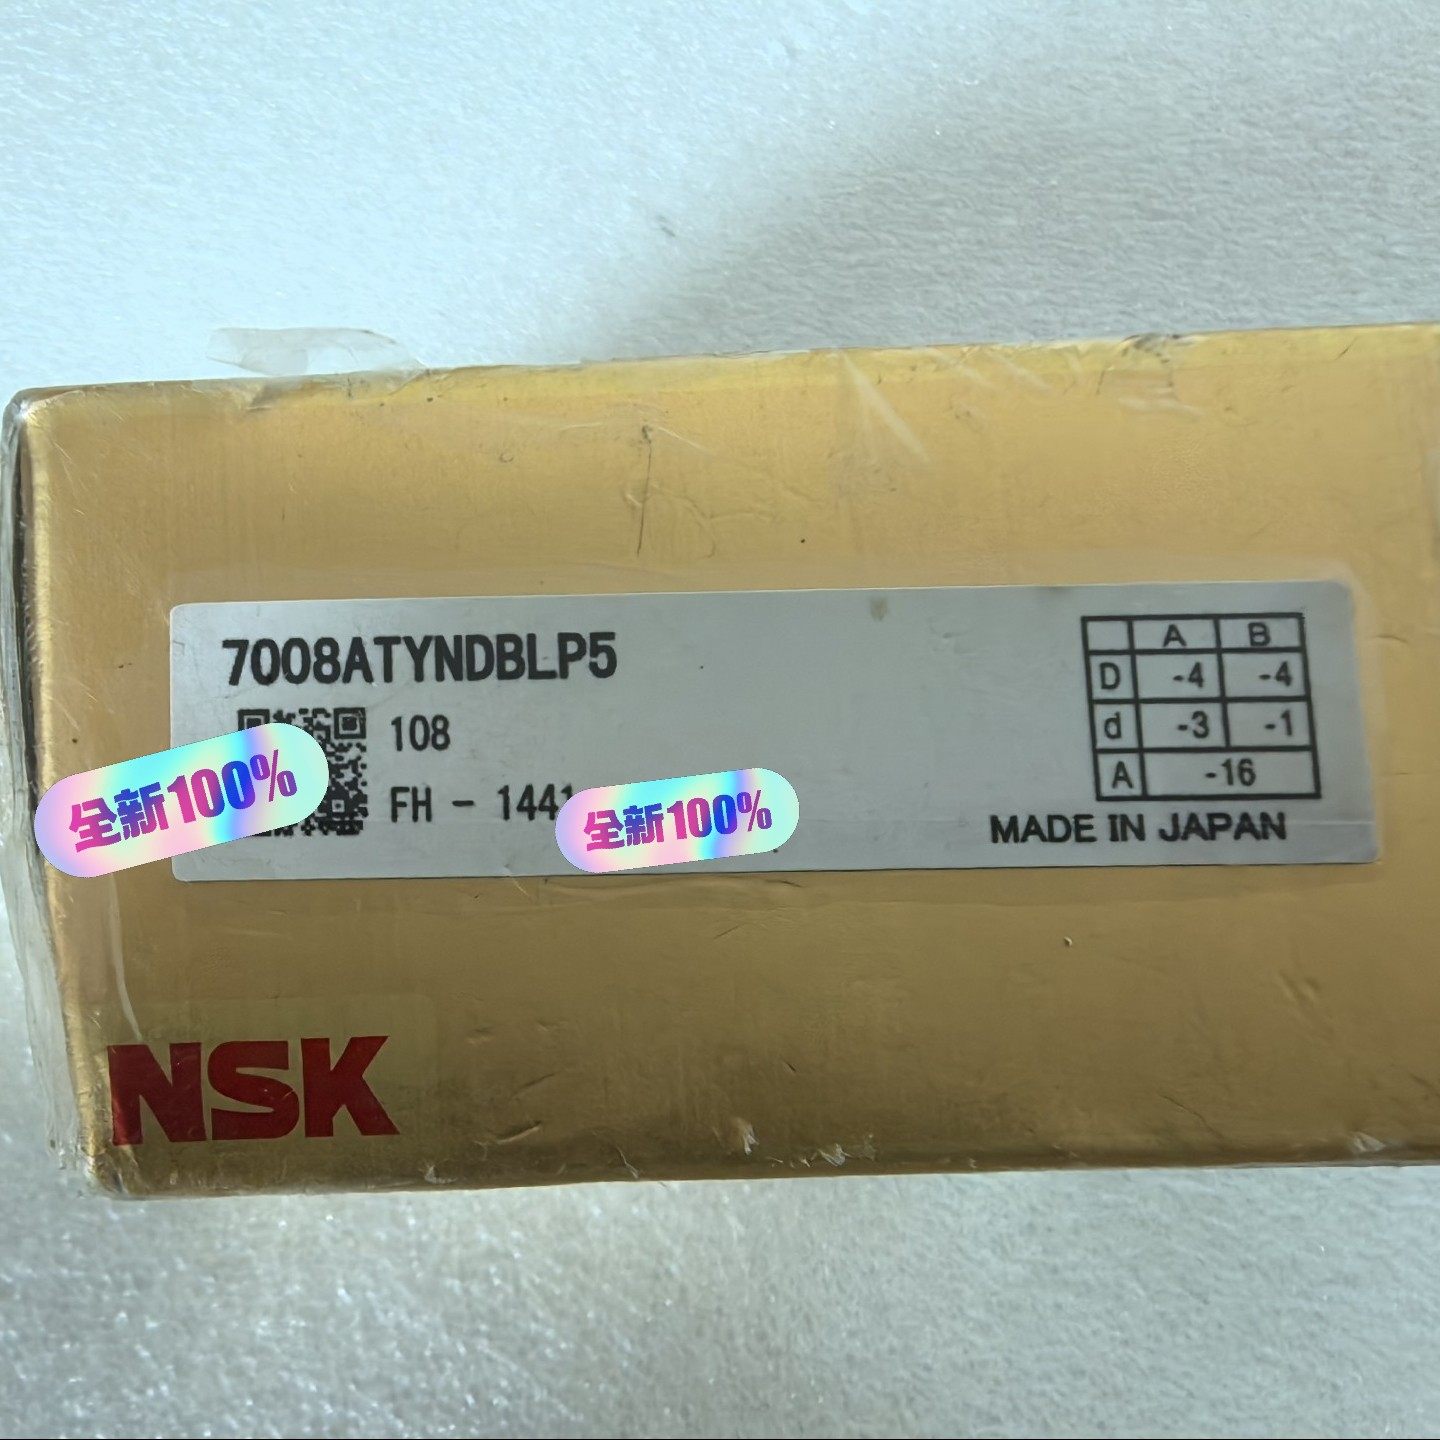 7008ATYNDBLP5
108
FH - 1441
全新100%
全新100%
A B
D -4 -4
d -3 -1
A -16
MADE IN JAPAN
NSK